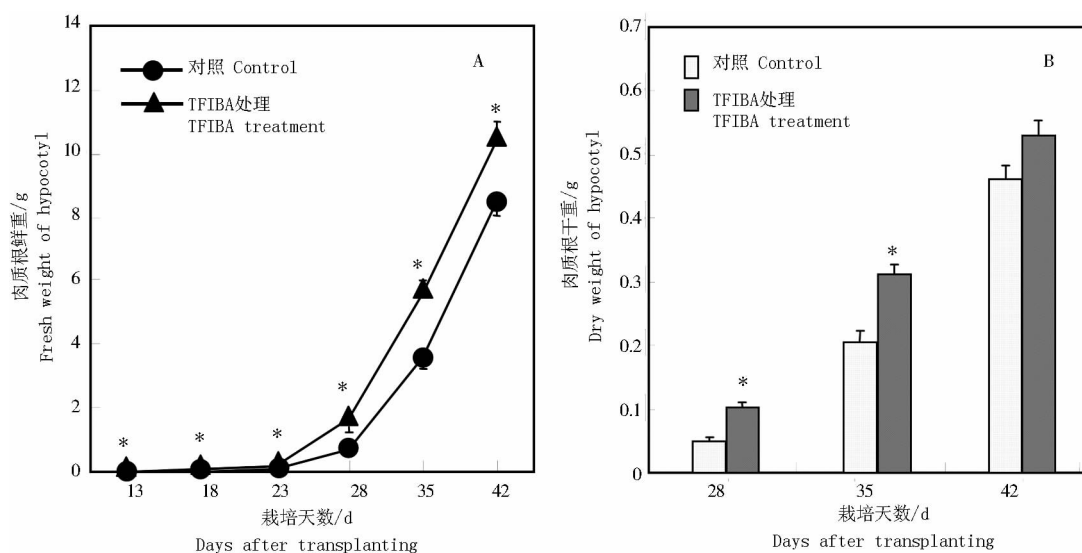 14
12
10
8
6
4
2
0
肉质根鲜重/g
Fresh weight of hypocotyl
对照 Control
TFIBA处理
TFIBA treatment
A
*
*
*
*
*
*
13 18 23 28 35 42
栽培天数/d
Days after transplanting
0.7
0.6
0.5
0.4
0.3
0.2
0.1
0
肉质根干重/g
Dry weight of hypocotyl
对照 Control
TFIBA处理
TFIBA treatment
B
*
*
28 35 42
栽培天数/d
Days after transplanting